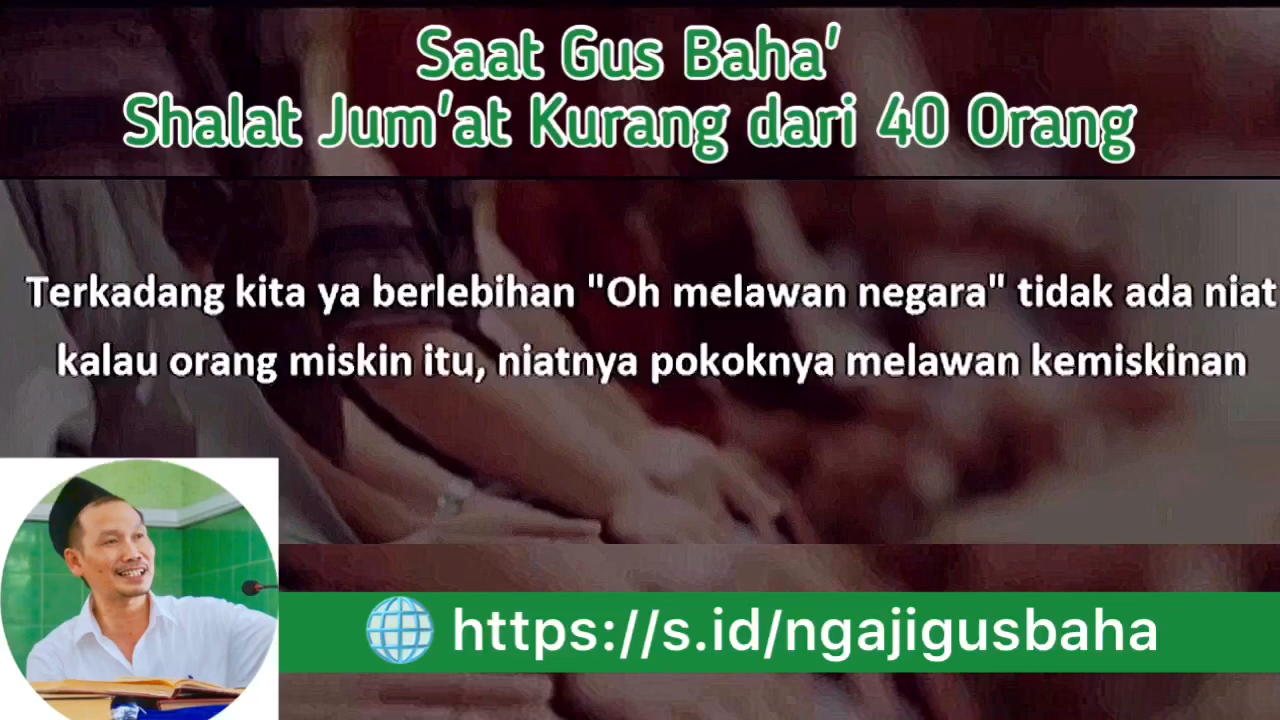 Saat Gus Baha'
Shalat Jum'at Kurang dari 40 Orang
Terkadang kita ya berlebihan "Oh melawan negara" tidak ada niat
kalau orang miskin itu, niatnya pokoknya melawan kemiskinan
https://s.id/ngajigusbaha